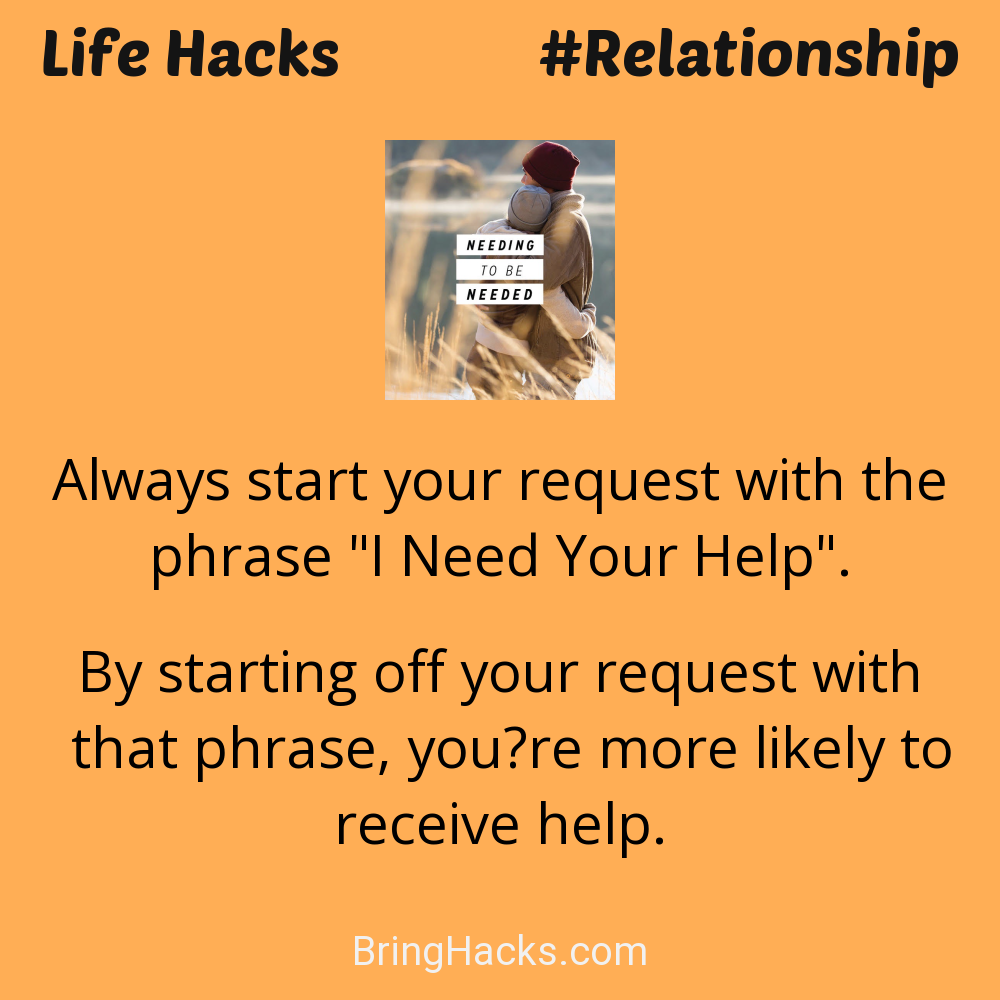 Life Hacks #Relationship
NEEDING
TO BE
NEEDED
Always start your request with the
phrase "I Need Your Help".
By starting off your request with
that phrase, you?re more likely to
receive help.
BringHacks.com